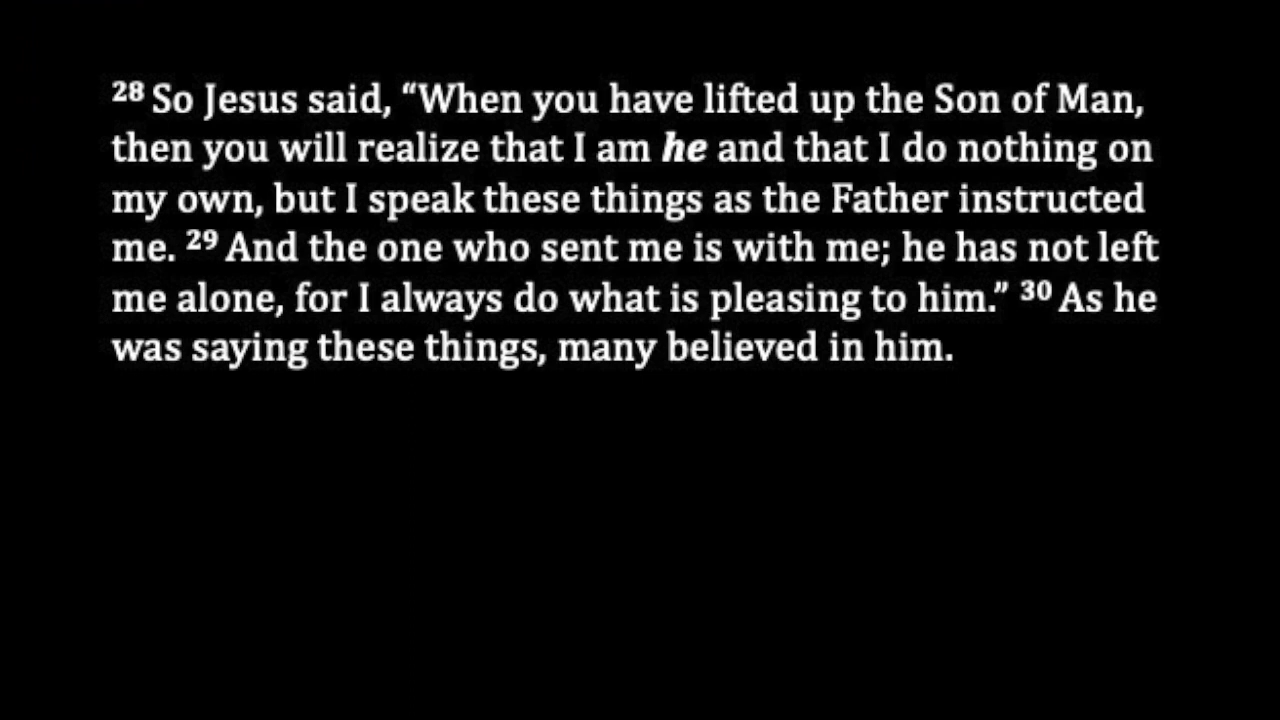 28 So Jesus said, “When you have lifted up the Son of Man,
then you will realize that I am he and that I do nothing on
my own, but I speak these things as the Father instructed
me. 29 And the one who sent me is with me; he has not left
me alone, for I always do what is pleasing to him.” 30 As he
was saying these things, many believed in him.